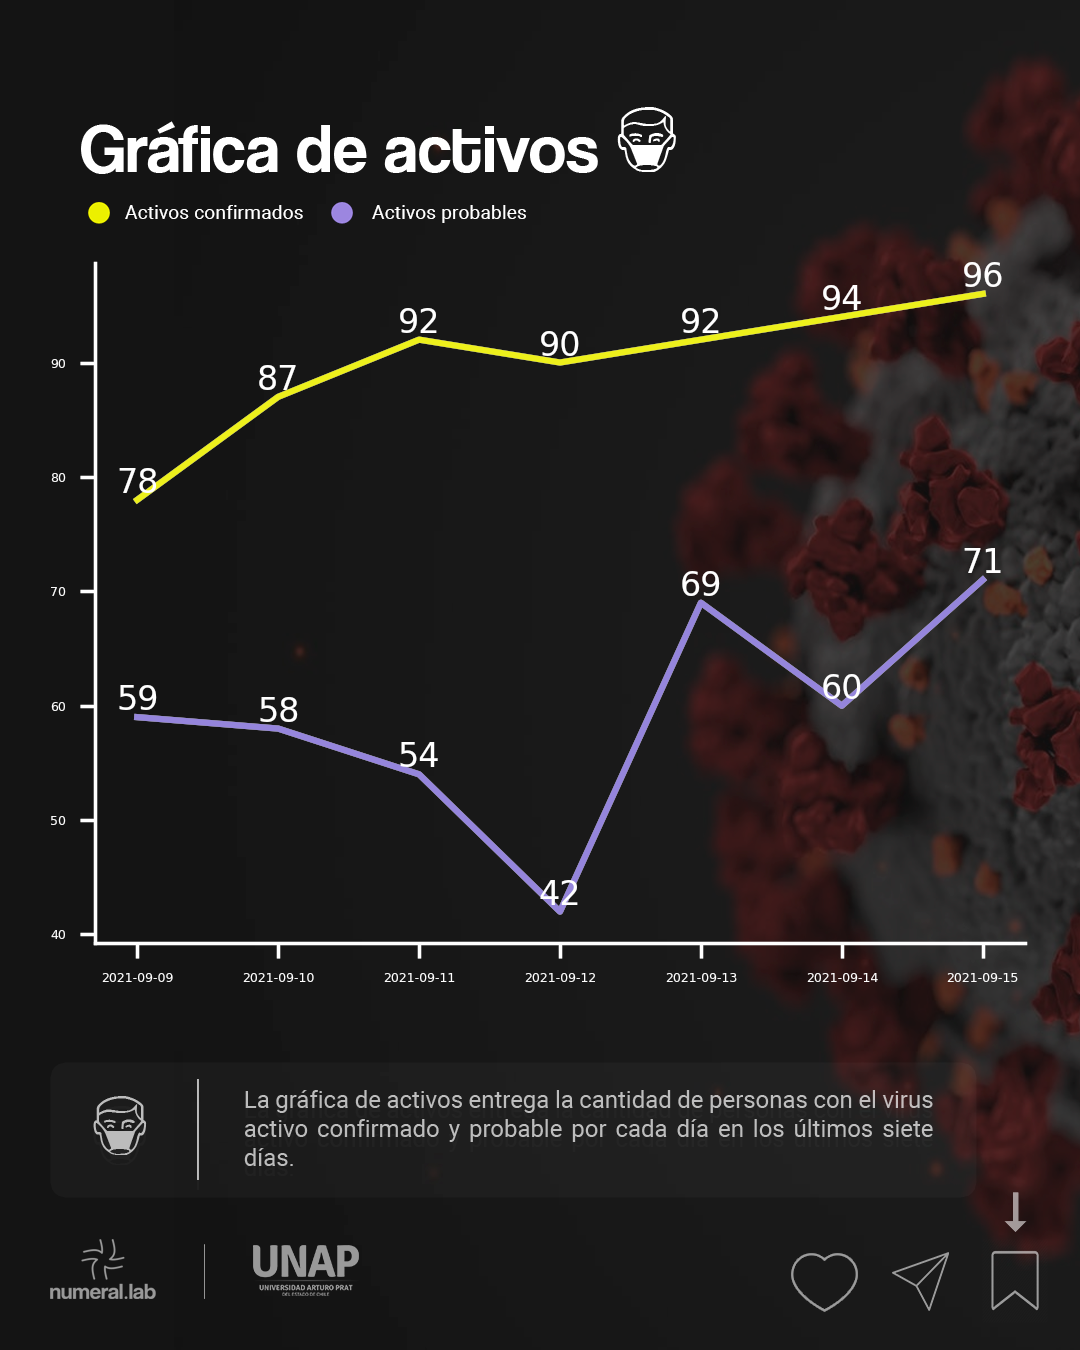 Gráfica de activos
Activos confirmados Activos probables
96
94
92 92
90
90
87
80
78
71
70
69
60
60
59
58
54
50
42
40
2021-09-09 2021-09-10 2021-09-11 2021-09-12 2021-09-13 2021-09-14 2021-09-15
La gráfica de activos entrega la cantidad de personas con el virus
activo confirmado y probable por cada día en los últimos siete
días.
numeral.lab
UNAP
UNIVERSIDAD ARTURO PRAT
DEL ESTADO DE CHILE